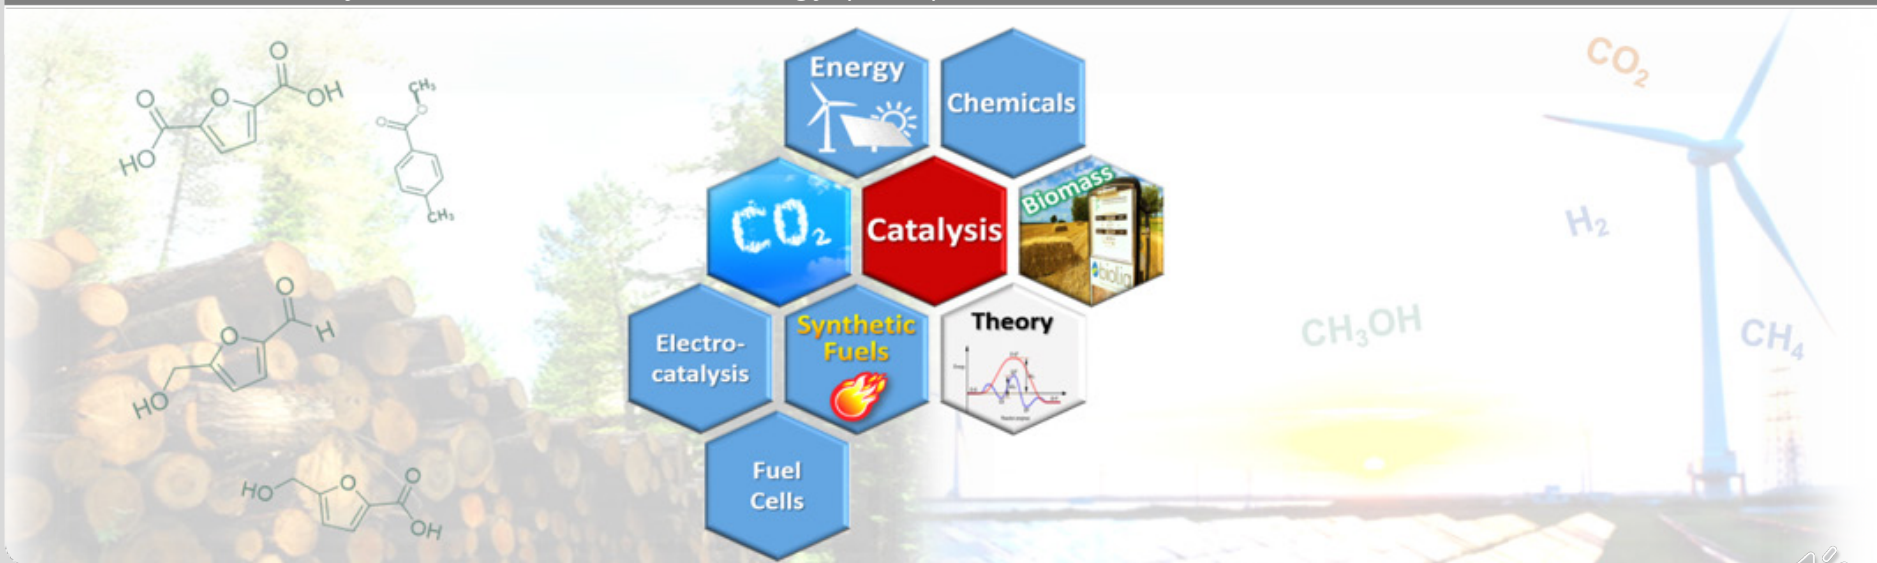 Energy
Chemicals
CO₂
Catalysis
Biomass
bioliq
Electro-
catalysis
Synthetic
Fuels
Theory
Fuel
Cells
O
O
O
OH
HO
CH₃
O
O
CH₃
O
O
H
HO
HO
O
O
OH
CO₂
H₂
CH₃OH
CH₄